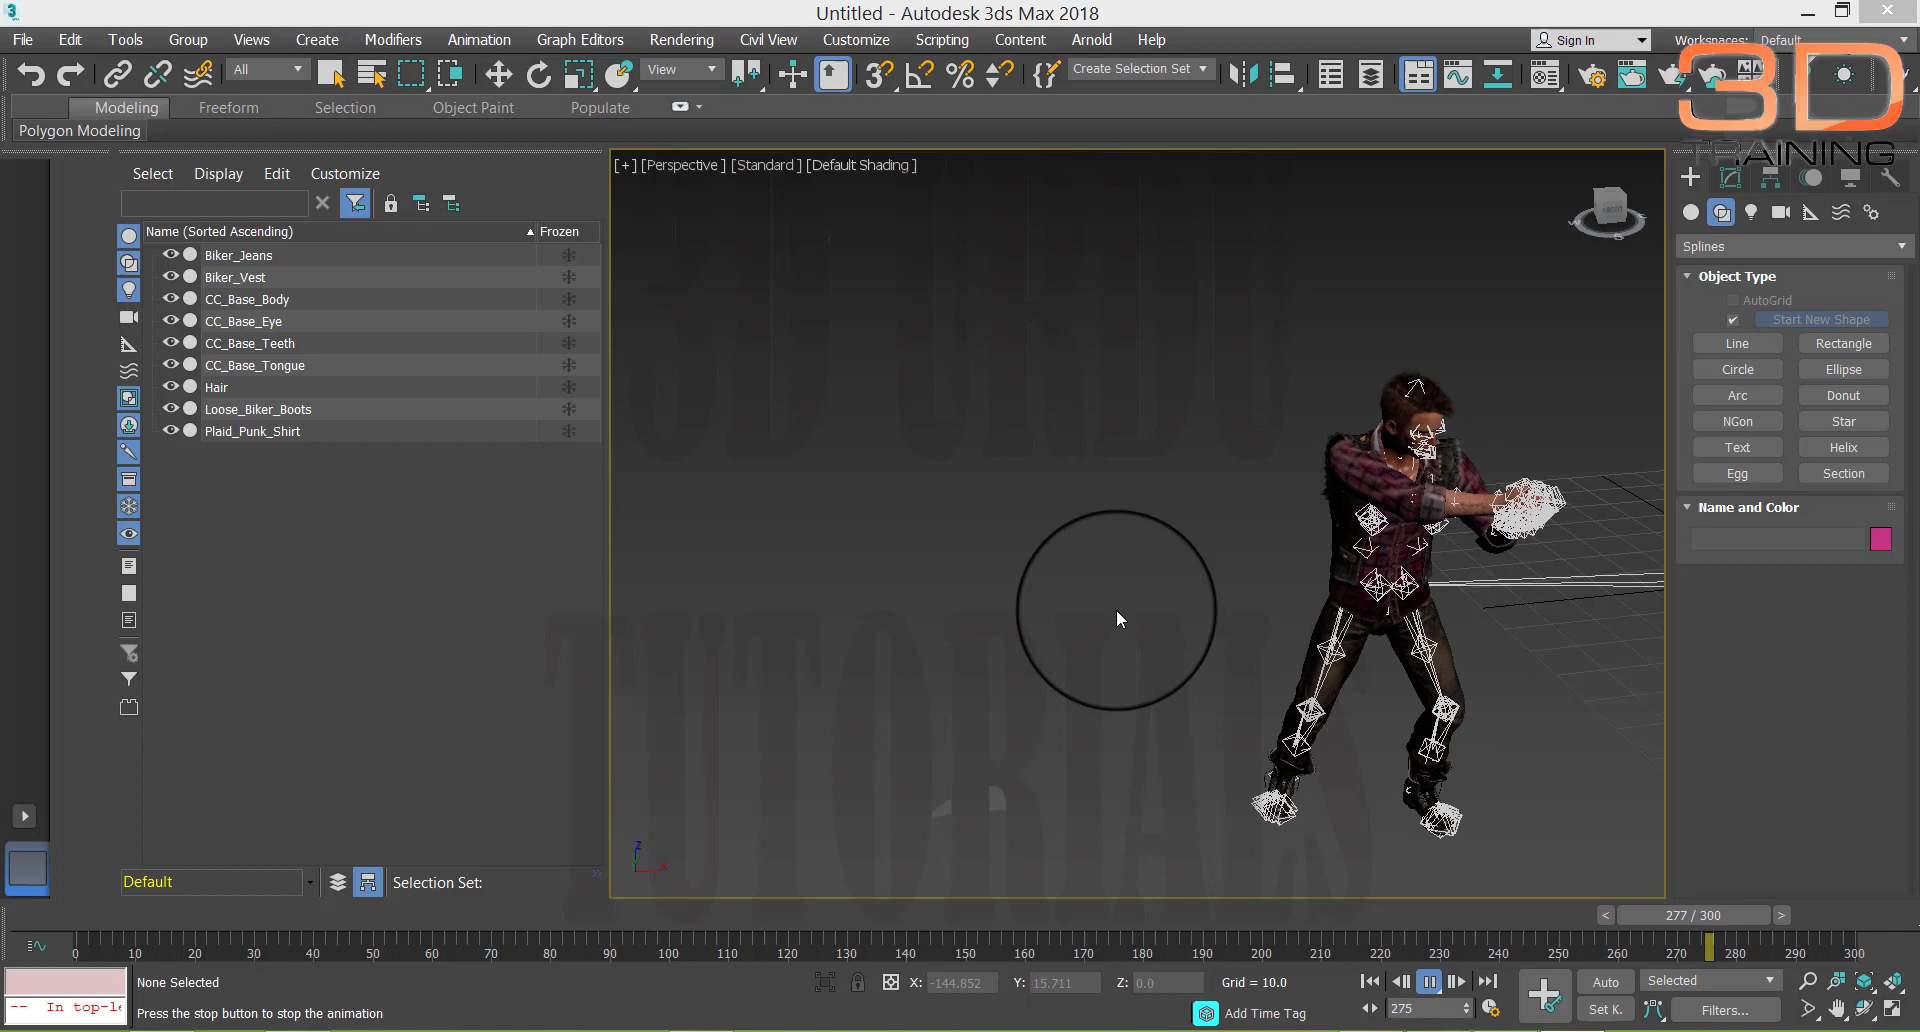 Untitled - Autodesk 3ds Max 2018
File Edit Tools Group Views Create Modifiers Animation Graph Editors Rendering Civil View Customize Scripting Content Arnold Help
Sign In
Workspaces: Default
All
View
Create Selection Set
3D
TRAINING
Modeling Freeform Selection Object Paint Populate
Polygon Modeling
Select Display Edit Customize
Name (Sorted Ascending) Frozen
Biker_Jeans
Biker_Vest
CC_Base_Body
CC_Base_Eye
CC_Base_Teeth
CC_Base_Tongue
Hair
Loose_Biker_Boots
Plaid_Punk_Shirt
Default
Selection Set:
[+] [Perspective ] [Standard ] [Default Shading ]
FRONT
TUTORIALS
Splines
Object Type
AutoGrid
Start New Shape
Line Rectangle
Circle Ellipse
Arc Donut
NGon Star
Text Helix
Egg Section
Name and Color
< 277 / 300 >
0 10 20 30 40 50 60 70 80 90 100 110 120 130 140 150 160 170 180 190 200 210 220 230 240 250 260 270 280 290 300
None Selected
X: -144.852 Y: 15.711 Z: 0.0 Grid = 10.0
Auto Selected
-- In top-le
Press the stop button to stop the animation
Add Time Tag
275
Set K. Filters...